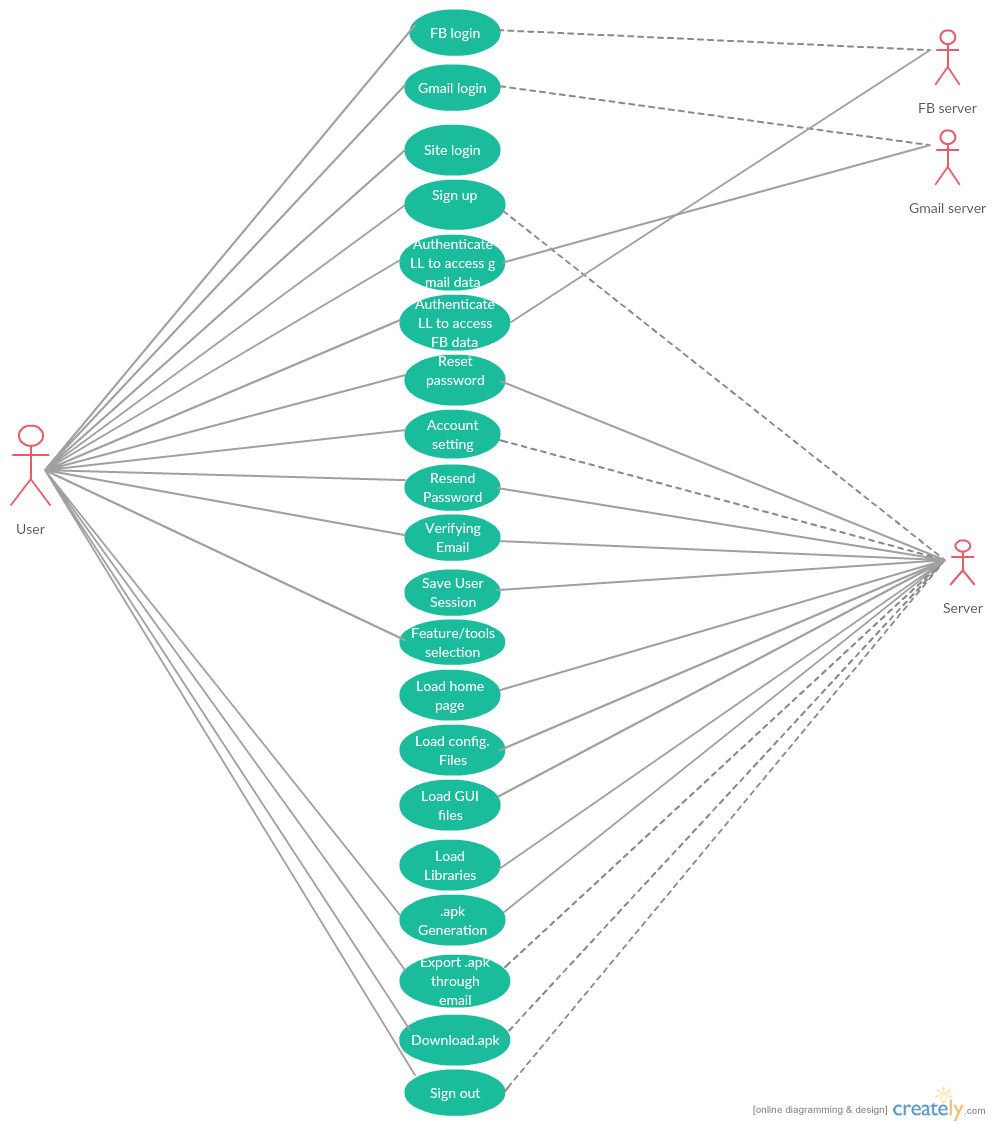 FB login
FB server
Gmail login
Gmail server
Site login
Sign up
Authenticate
LL to access g
mail data
Authenticate
LL to access
FB data
Reset
password
Account
setting
Resend
Password
User
Verifying
Email
Save User
Session
Server
Feature/tools
selection
Load home
page
Load config.
Files
Load GUI
files
Load
Libraries
.apk
Generation
Export .apk
through
email
Download.apk
Sign out
[online diagramming & design] creately.com